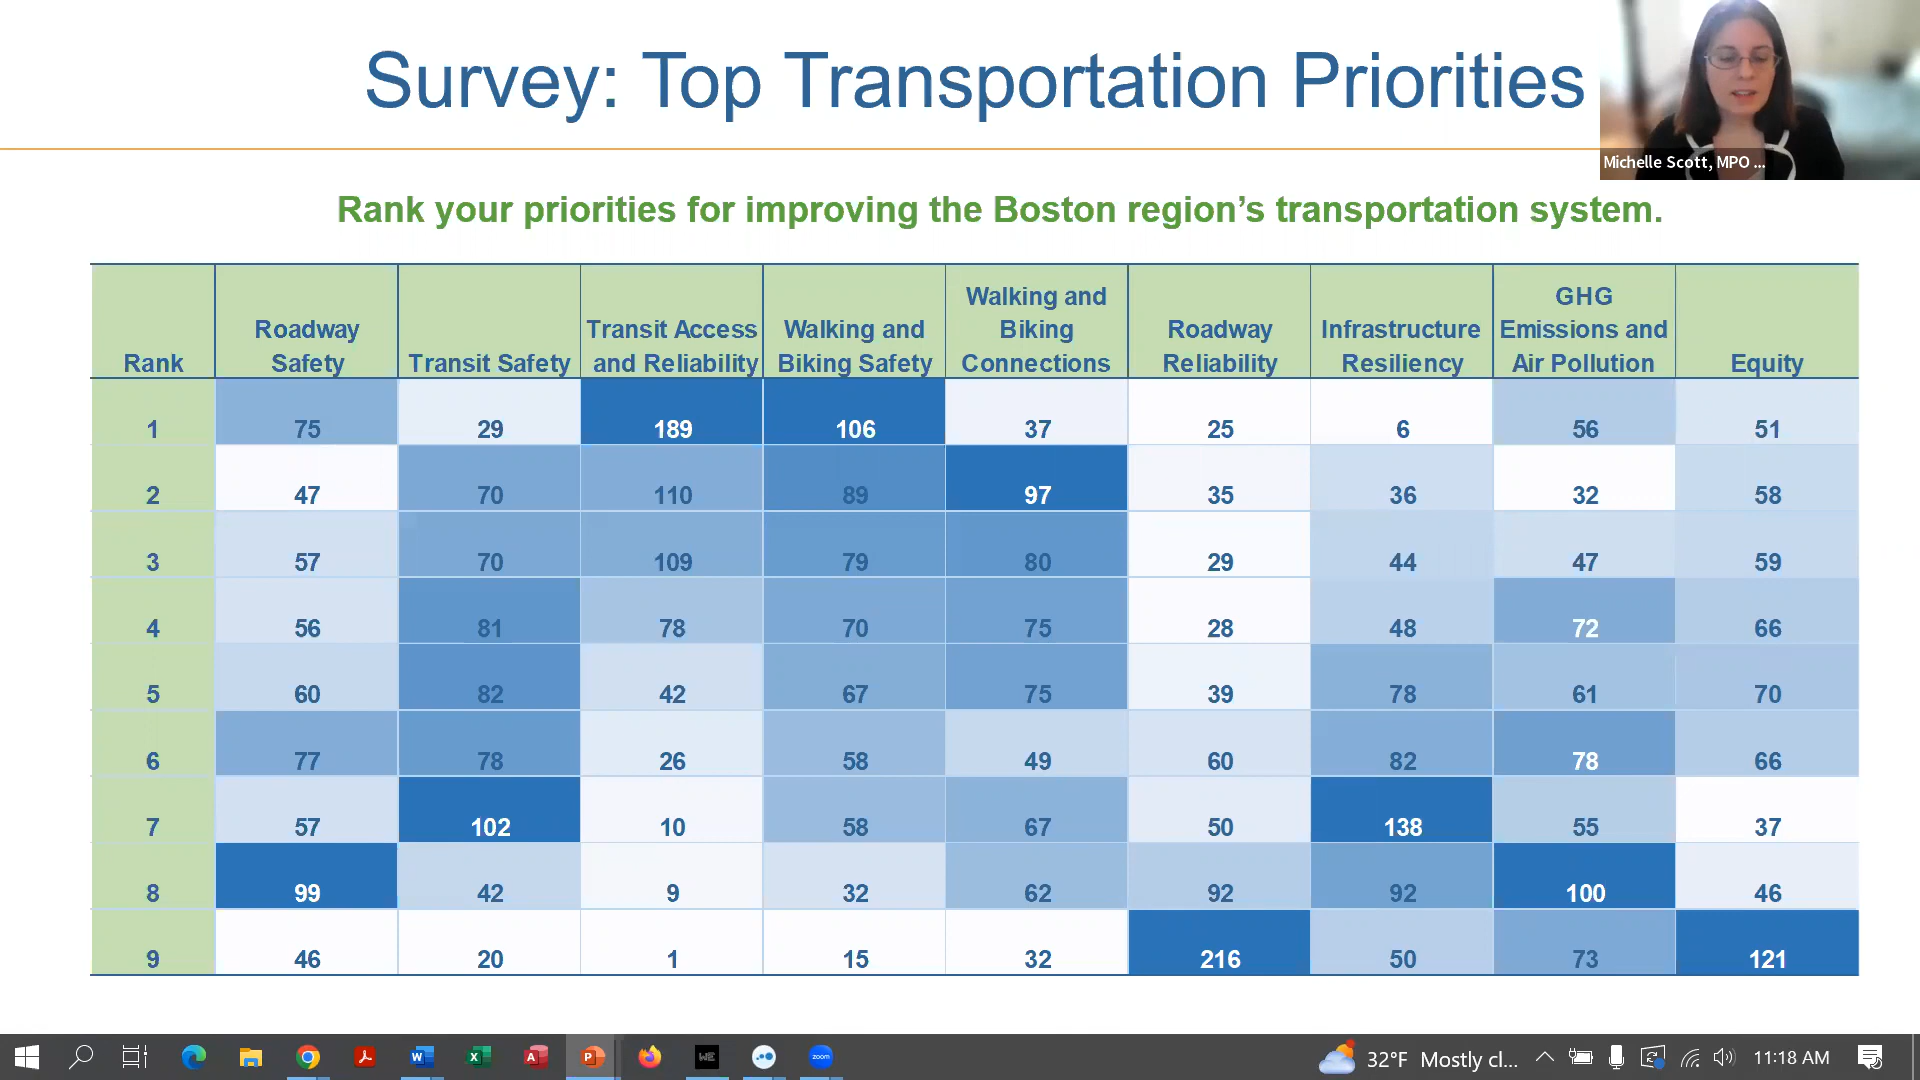 Survey: Top Transportation Priorities
Michelle Scott, MPO ...
Rank your priorities for improving the Boston region’s transportation system.
Rank Roadway Safety Transit Safety Transit Access and Reliability Walking and Biking Safety Walking and Biking Connections Roadway Reliability Infrastructure Resiliency GHG Emissions and Air Pollution Equity
1 75 29 189 106 37 25 6 56 51
2 47 70 110 89 97 35 36 32 58
3 57 70 109 79 80 29 44 47 59
4 56 81 78 70 75 28 48 72 66
5 60 82 42 67 75 39 78 61 70
6 77 78 26 58 49 60 82 78 66
7 57 102 10 58 67 50 138 55 37
8 99 42 9 32 62 92 92 100 46
9 46 20 1 15 32 216 50 73 121
WE zoom 32°F Mostly cl... 11:18 AM